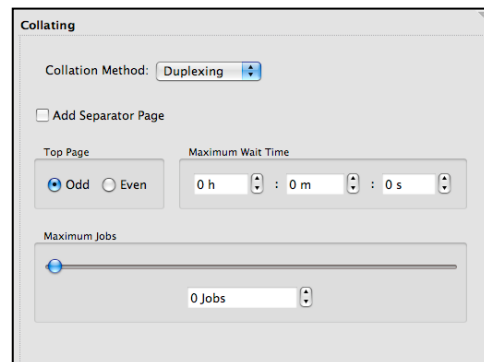 Collating
Collation Method: Duplexing
Add Separator Page
Top Page Maximum Wait Time
Odd Even 0 h : 0 m : 0 s
Maximum Jobs
0 Jobs